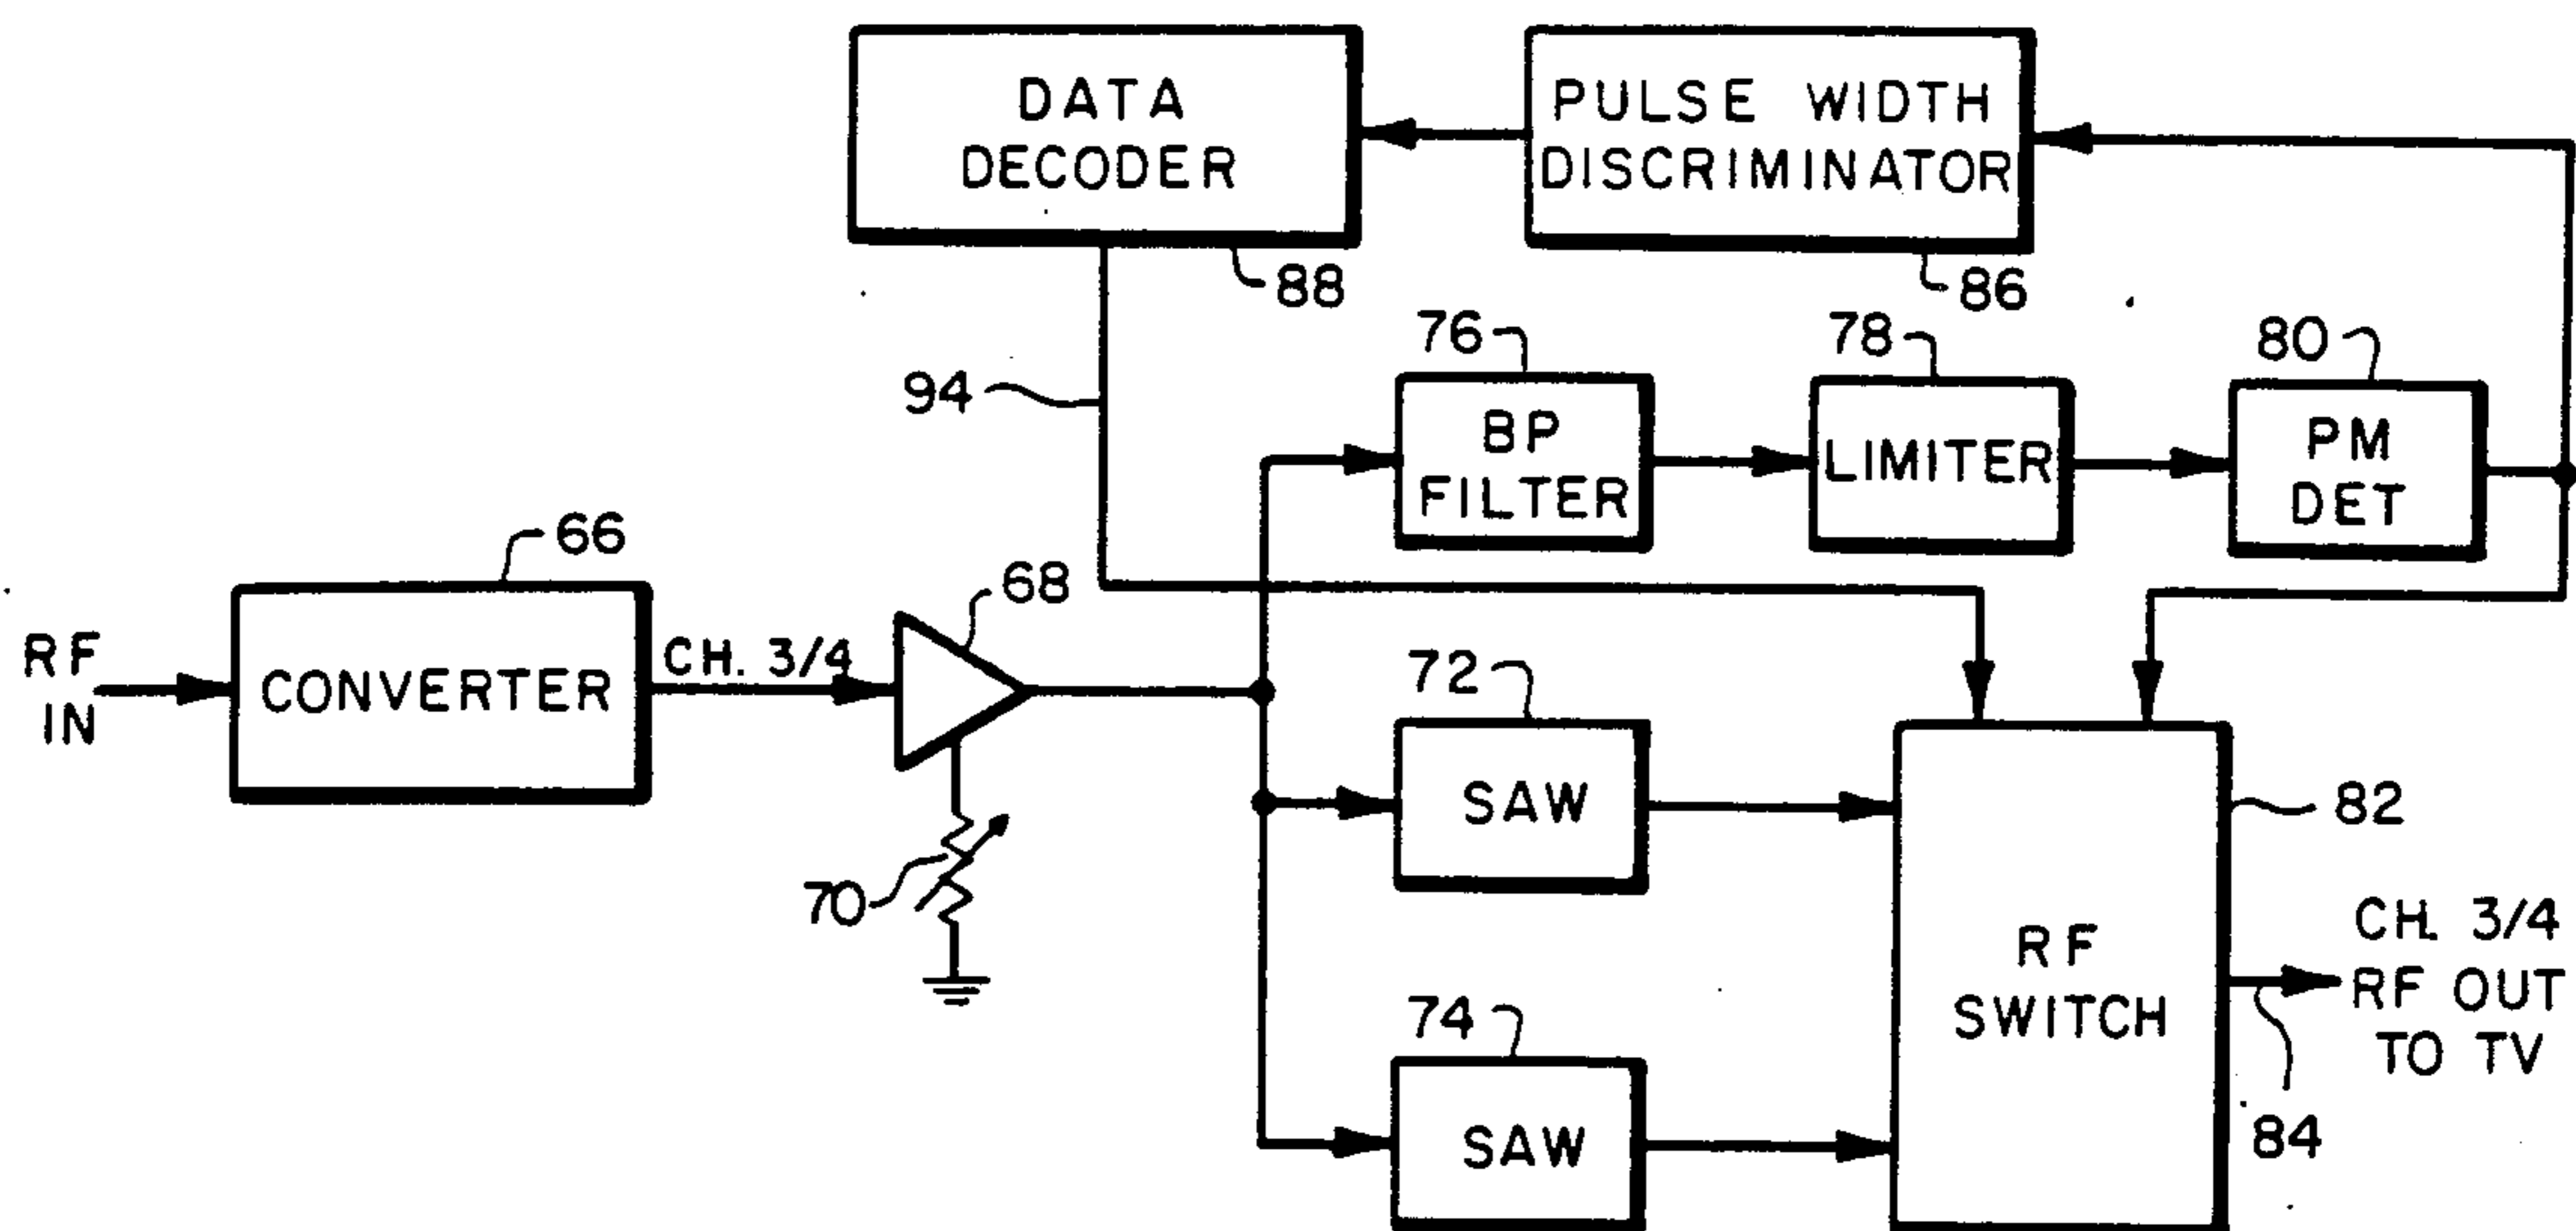 DATA
DECODER
PULSE WIDTH
DISCRIMINATOR
88
86
76
78
80
94
BP
FILTER
LIMITER
PM
DET
66
68
RF
IN
CONVERTER
CH. 3/4
72
SAW
82
70
74
SAW
RF
SWITCH
CH. 3/4
RF OUT
TO TV
84